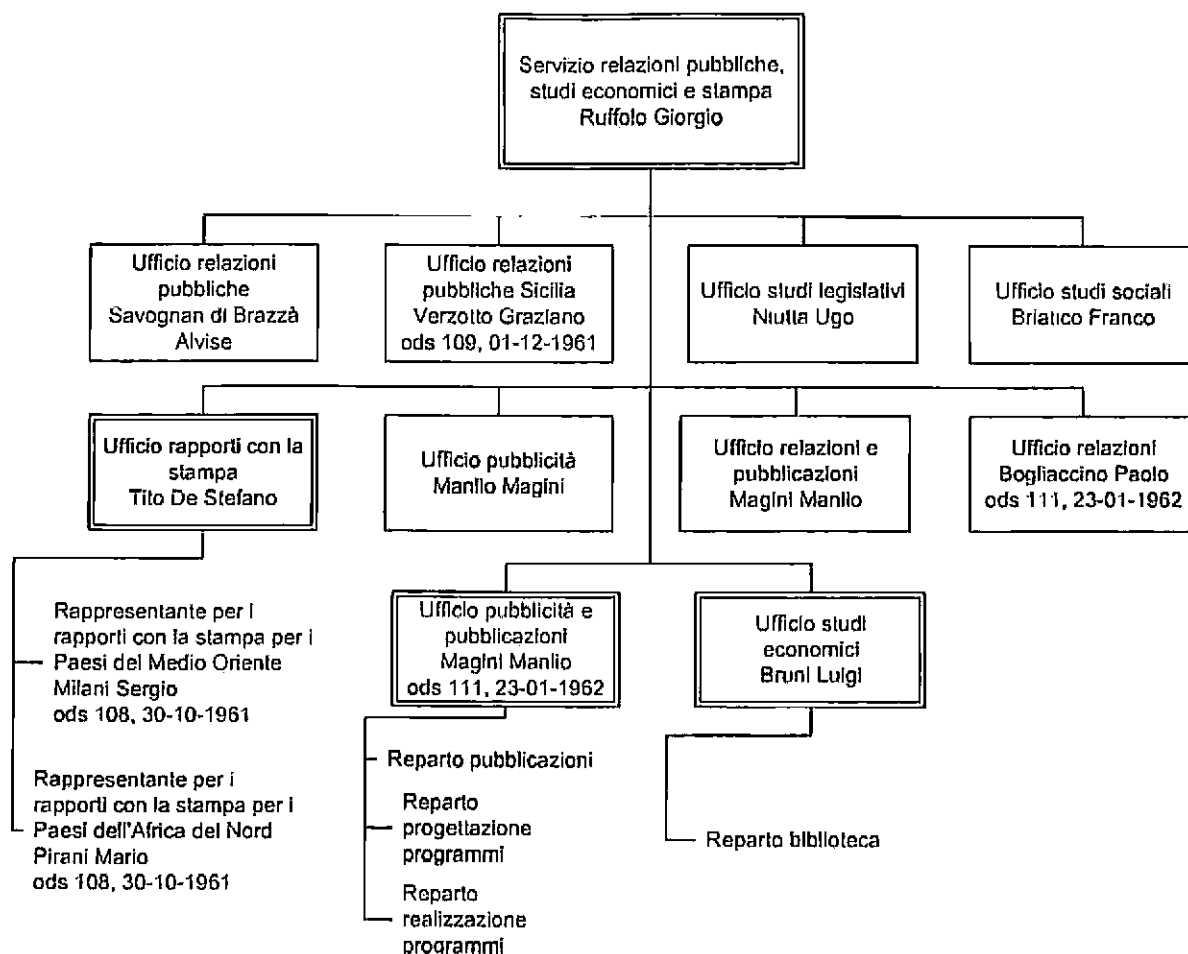 Servizio relazioni pubbliche,
studi economici e stampa
Ruffolo Giorgio
Ufficio relazioni
pubbliche
Savognan di Brazzà
Alvise
Ufficio relazioni
pubbliche Sicilia
Verzotto Graziano
ods 109, 01-12-1961
Ufficio studi legislativi
Niutta Ugo
Ufficio studi sociali
Briatico Franco
Ufficio rapporti con la
stampa
Tito De Stefano
Ufficio pubblicità
Manlio Magini
Ufficio relazioni e
pubblicazioni
Magini Manlio
Ufficio relazioni
Bogliaccino Paolo
ods 111, 23-01-1962
Rappresentante per i
rapporti con la stampa per i
Paesi del Medio Oriente
Milani Sergio
ods 108, 30-10-1961
Rappresentante per i
rapporti con la stampa per i
Paesi dell'Africa del Nord
Pirani Mario
ods 108, 30-10-1961
Ufficio pubblicità e
pubblicazioni
Magini Manlio
ods 111, 23-01-1962
Reparto pubblicazioni
Reparto
progettazione
programmi
Reparto
realizzazione
programmi
Ufficio studi
economici
Bruni Luigi
Reparto biblioteca